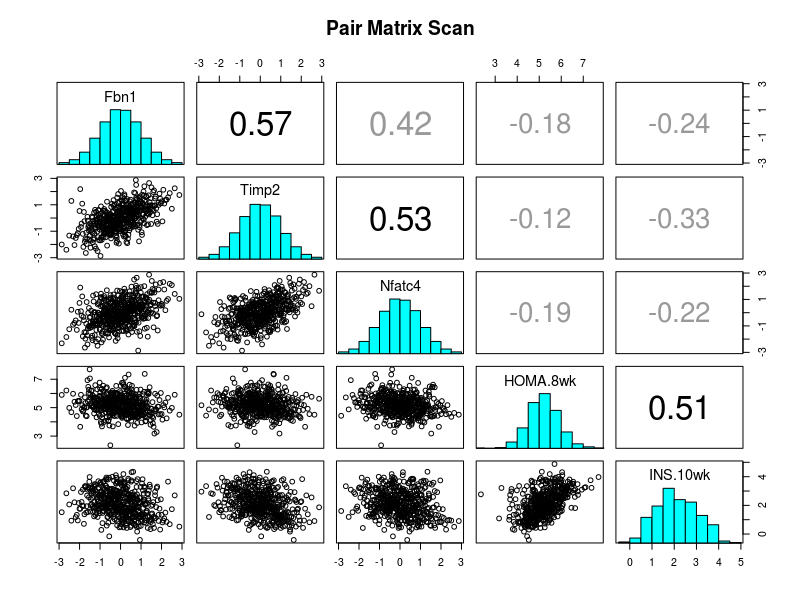 Pair Matrix Scan
-3 -2 -1 0 1 2 3
3 4 5 6 7
Fbn1
0.57
0.42
-0.18
-0.24
3
1
-1
-3
3
1
-1
-3
Timp2
0.53
-0.12
-0.33
Nfatc4
-0.19
-0.22
3
1
-1
-3
7
5
3
HOMA.8wk
0.51
INS.10wk
4
2
0
-3 -2 -1 0 1 2 3
-3 -2 -1 0 1 2 3
0 1 2 3 4 5